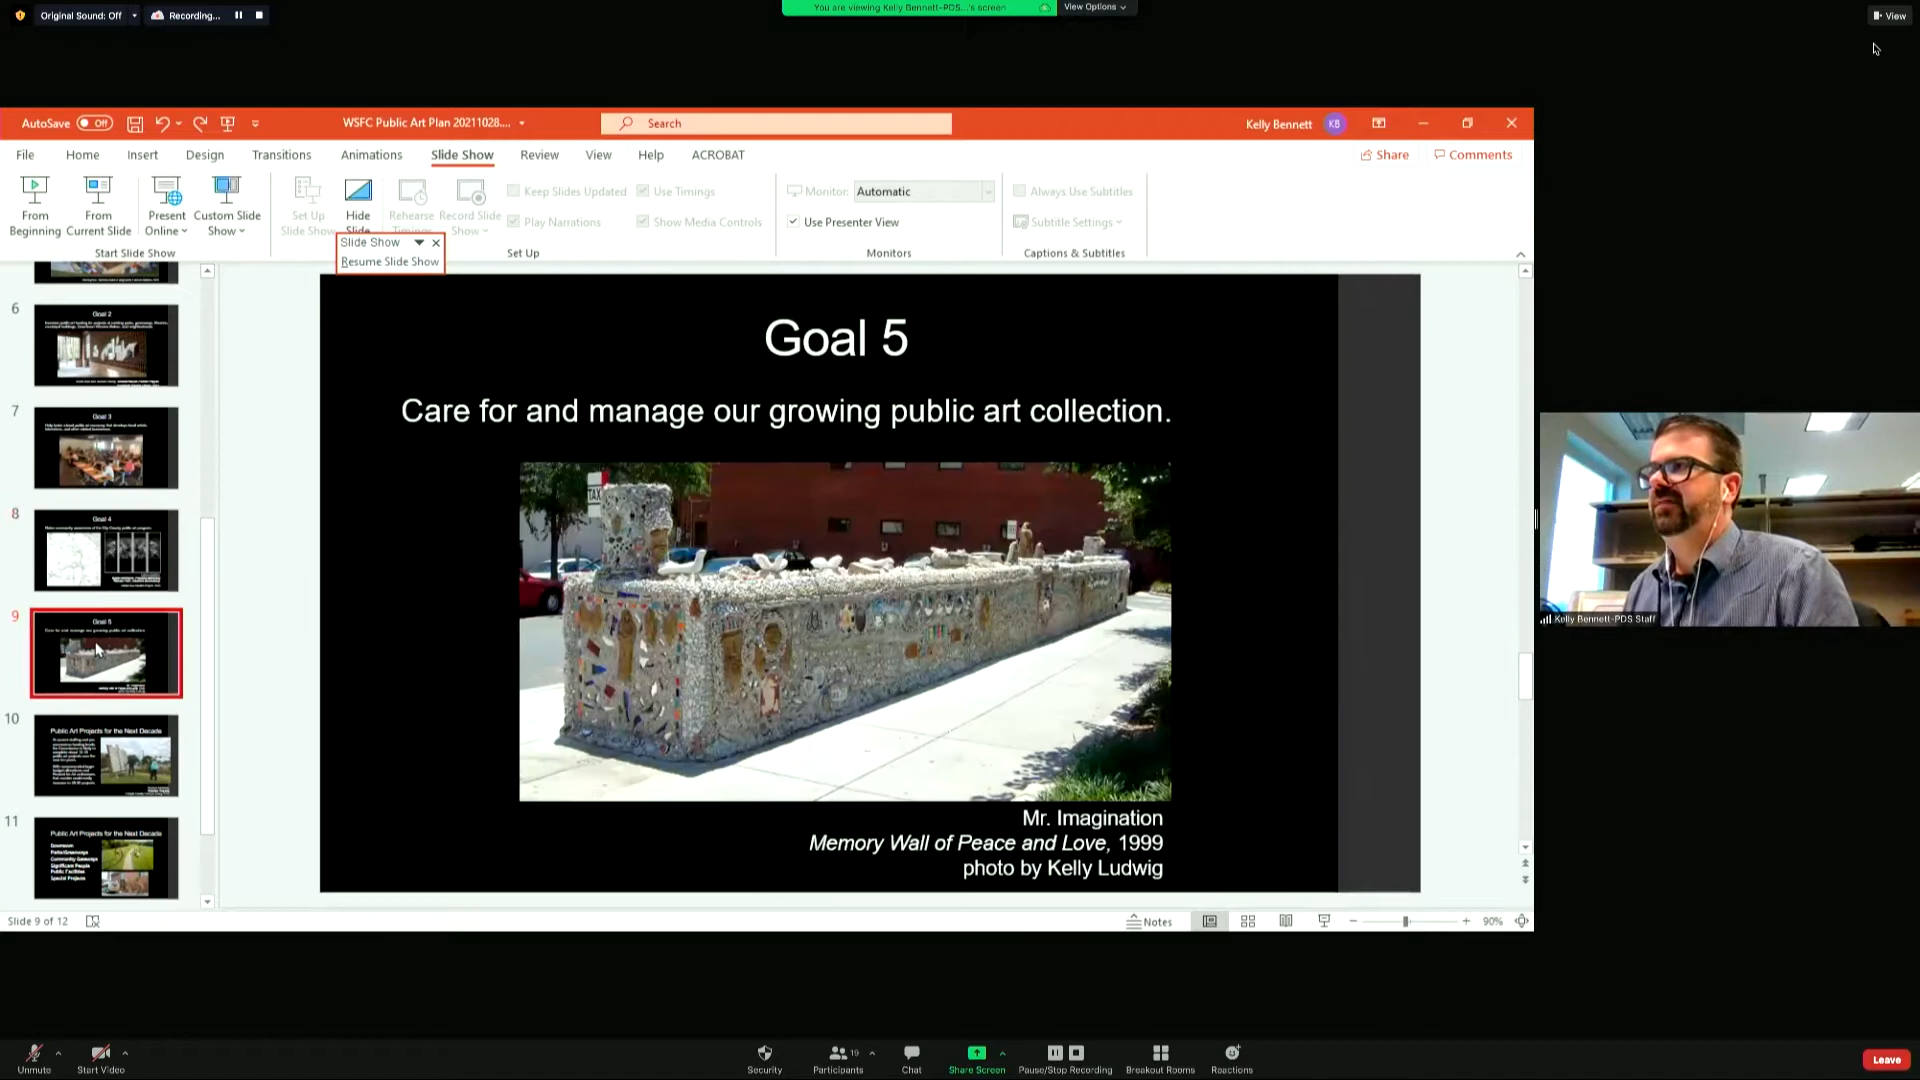 Original Sound: Off
Recording...
You are viewing Kelly Bennett-PDS...'s screen
View Options
View
AutoSave Off
WSFC Public Art Plan 20211028....
Search
Kelly Bennett
KB
File Home Insert Design Transitions Animations Slide Show Review View Help ACROBAT
Share
Comments
From Beginning
From Current Slide
Present Online
Custom Slide Show
Start Slide Show
Set Up Slide Show
Hide Slide
Rehearse
Record Slide Show
Keep Slides Updated
Play Narrations
Use Timings
Show Media Controls
Set Up
Monitor: Automatic
Use Presenter View
Monitors
Always Use Subtitles
Subtitle Settings
Captions & Subtitles
Slide Show
Resume Slide Show
6
Goal 2
7
Goal 3
8
Goal 4
9
Goal 5
Care for and manage our growing public art collection.
10
Public Art Projects for the Next Decade
11
Public Art Projects for the Next Decade
Downtown
Parks/Greenways
Community Gateways
Significant People
Public Facilities
Special Projects
Goal 5
Care for and manage our growing public art collection.
TAX
Mr. Imagination
Memory Wall of Peace and Love, 1999
photo by Kelly Ludwig
Kelly Bennett-PDS Staff
Slide 9 of 12
Notes
90%
Unmute
Start Video
Security
Participants 19
Chat
Share Screen
Pause/Stop Recording
Breakout Rooms
Reactions
Leave